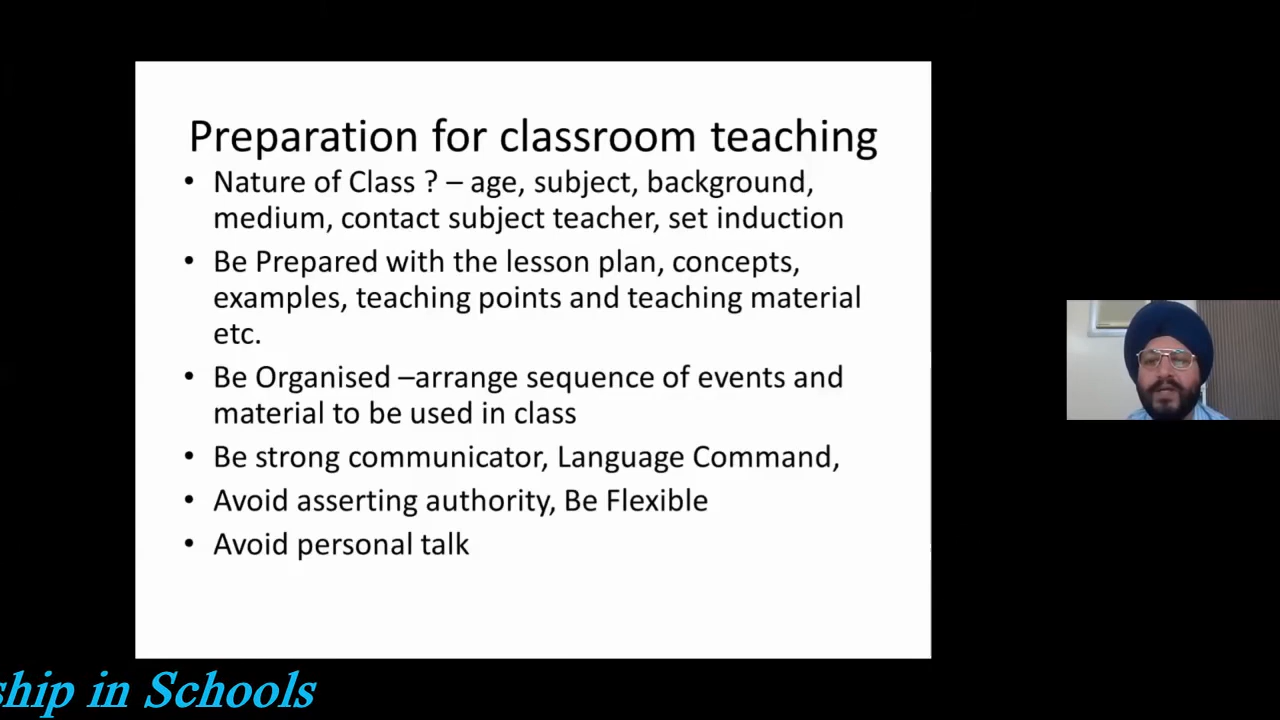 Preparation for classroom teaching
• Nature of Class ? – age, subject, background,
medium, contact subject teacher, set induction
• Be Prepared with the lesson plan, concepts,
examples, teaching points and teaching material
etc.
• Be Organised –arrange sequence of events and
material to be used in class
• Be strong communicator, Language Command,
• Avoid asserting authority, Be Flexible
• Avoid personal talk
ship in Schools